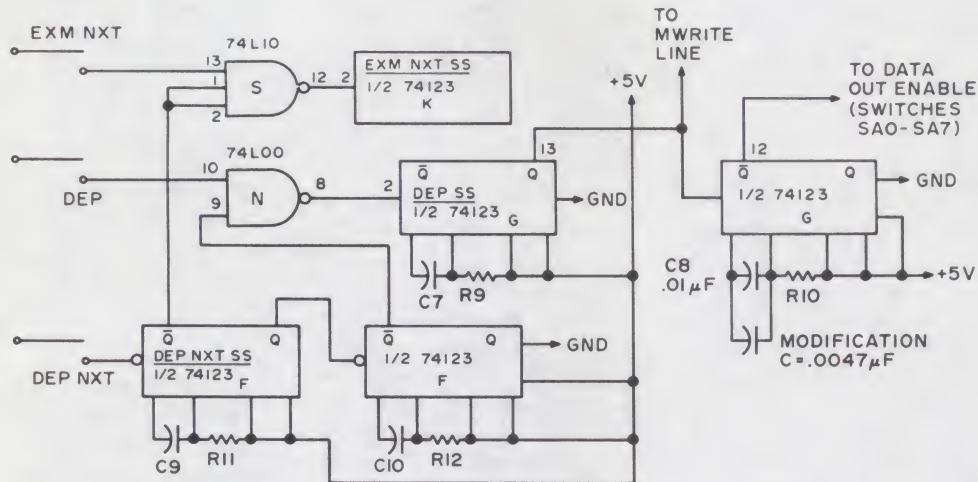 EXM NXT
74L10
13
1
2
S
12
2
EXM NXT SS
1/2 74123
K
TO
MWRITE
LINE
+5V
TO DATA
OUT ENABLE
(SWITCHES
SA0-SA7)
DEP
74L00
10
9
N
8
2
13
Q̅ Q
DEP SS
1/2 74123
G
GND
12
Q̅ Q
1/2 74123
G
GND
C7
R9
C8
.01µF
R10
+5V
MODIFICATION
C=.0047µF
DEP NXT
Q̅ Q
DEP NXT SS
1/2 74123
F
Q̅ Q
1/2 74123
F
GND
C9
R11
C10
R12